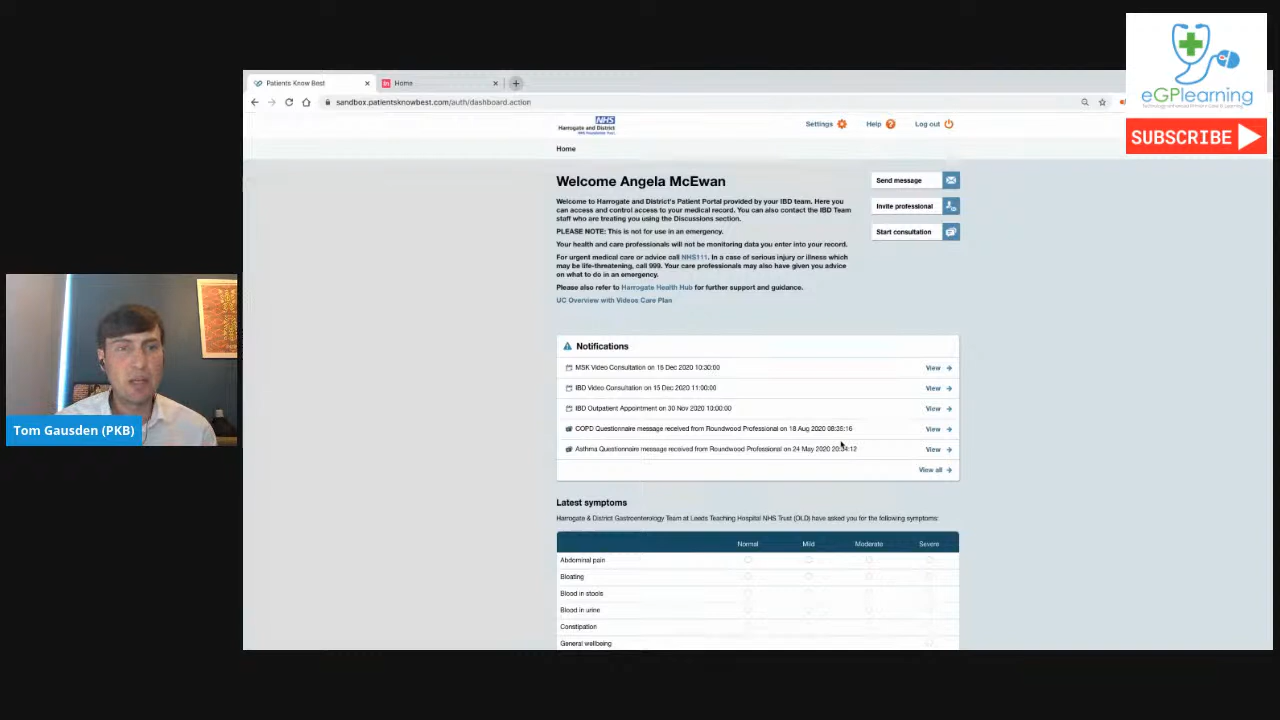 eGPlearning
SUBSCRIBE
Patients Know Best
Home
sandbox.patientsknowbest.com/auth/dashboard.action
NHS
Harrogate and District
NHS Foundation Trust
Settings
Help
Log out
Home
Welcome Angela McEwan
Send message
Welcome to Harrogate and District's Patient Portal provided by your IBD team. Here you
can access and control access to your medical record. You can also contact the IBD Team
staff who are treating you using the Discussions section.
Invite professional
PLEASE NOTE: This is not for use in an emergency.
Start consultation
Your health and care professionals will not be monitoring data you enter into your record.
For urgent medical care or advice call NHS111. In a case of serious injury or illness which
may be life-threatening, call 999. Your care professionals may also have given you advice
on what to do in an emergency.
Please also refer to Harrogate Health Hub for further support and guidance.
UC Overview with Videos Care Plan
Notifications
MSK Video Consultation on 15 Dec 2020 10:30:00 View
IBD Video Consultation on 15 Dec 2020 11:00:00 View
IBD Outpatient Appointment on 30 Nov 2020 10:00:00 View
COPD Questionnaire message received from Roundwood Professional on 18 Aug 2020 08:35:16 View
Asthma Questionnaire message received from Roundwood Professional on 24 May 2020 20:34:12 View
View all
Tom Gausden (PKB)
Latest symptoms
Harrogate & District Gastroenterology Team at Leeds Teaching Hospital NHS Trust (OLD) have asked you for the following symptoms:
Normal Mild Moderate Severe
Abdominal pain
Bloating
Blood in stools
Blood in urine
Constipation
General wellbeing